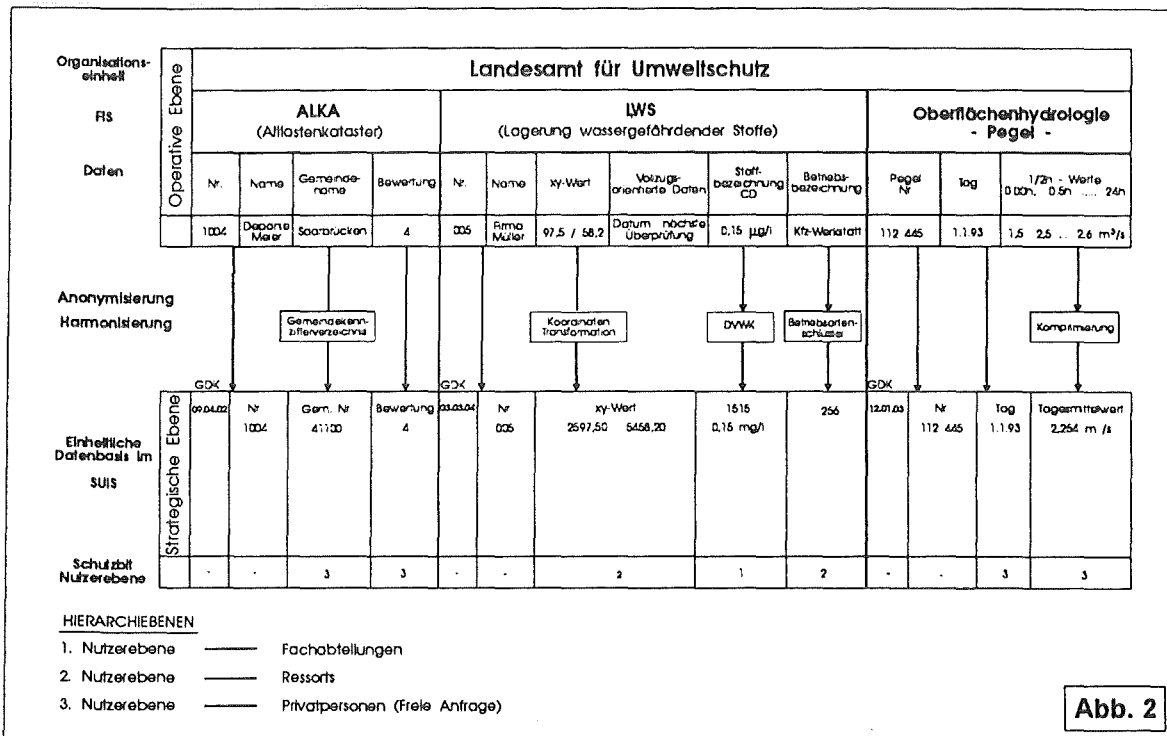 Organisations-
einheit
FIS
Daten
Operative Ebene
Landesamt für Umweltschutz
ALKA
(Altlastenkataster)
LWS
(Lagerung wassergefährdender Stoffe)
Oberflächenhydrologie
- Pegel -
Nr. Name Gemeinde-
name Bewertung
Nr. Name xy-Wert Vollzugs-
orientierte Daten Stoff-
bezeichnung
CD Betriebs-
bezeichnung
Pegel
Nr Tag 1/2h - Werte
0.00h, 0.5h .... 24h
1004 Deponie
Meier Saarbrücken 4
005 Firma
Müller 97,5 / 58,2 Datum nächste
Überprüfung 0,15 µg/l Kfz-Werkstatt
112 445 1.1.93 1,5 2,5 .. 2,6 m³/s
Anonymisierung
Harmonisierung
Gemeindekenn-
ziffernverzeichnis
Koordinaten
Transformation
DVWK
Betriebsarten-
schlüssel
Komprimierung
Einheitliche
Datenbasis im
SUIS
Strategische Ebene
GDK GDK GDK
09.04.02 Nr
1004 Gem. Nr
41100 Bewertung
4
03.03.04 Nr
005 xy-Wert
2597,50 5458,20 1515
0,15 mg/l 256
12.01.03 Nr
112 445 Tag
1.1.93 Tagesmittelwert
2,254 m /s
Schutzbit
Nutzerebene
- - 3 3 - - 2 1 2 - - 3 3
HIERARCHIEBENEN
1. Nutzerebene Fachabteilungen
2. Nutzerebene Ressorts
3. Nutzerebene Privatpersonen (Freie Anfrage)
Abb. 2